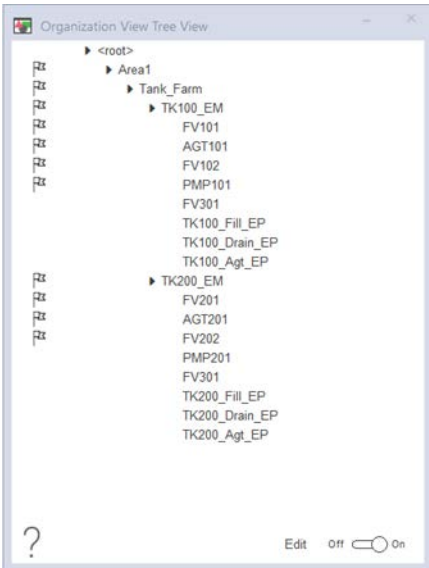 Organization View Tree View
<root>
Area1
Tank_Farm
TK100_EM
FV101
AGT101
FV102
PMP101
FV301
TK100_Fill_EP
TK100_Drain_EP
TK100_Agt_EP
TK200_EM
FV201
AGT201
FV202
PMP201
FV301
TK200_Fill_EP
TK200_Drain_EP
TK200_Agt_EP
? Edit Off On